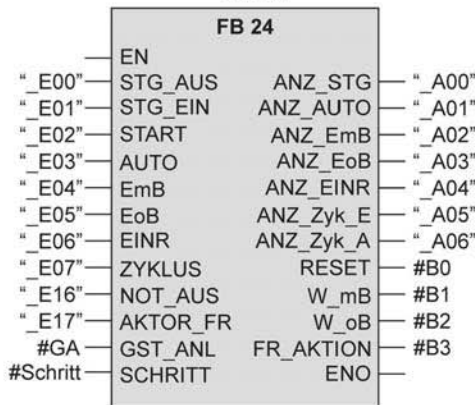 FB 24
EN
"_E00" STG_AUS ANZ_STG "_A00"
"_E01" STG_EIN ANZ_AUTO "_A01"
"_E02" START ANZ_EmB "_A02"
"_E03" AUTO ANZ_EoB "_A03"
"_E04" EmB ANZ_EINR "_A04"
"_E05" EoB ANZ_Zyk_E "_A05"
"_E06" EINR ANZ_Zyk_A "_A06"
"_E07" ZYKLUS RESET #B0
"_E16" NOT_AUS W_mB #B1
"_E17" AKTOR_FR W_oB #B2
#GA GST_ANL FR_AKTION #B3
#Schritt SCHRITT ENO